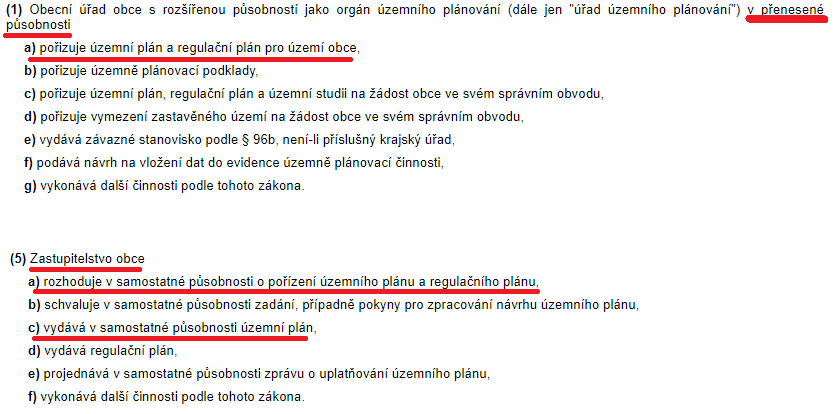 (1) Obecní úřad obce s rozšířenou působností jako orgán územního plánování (dále jen "úřad územního plánování") v přenesené
působnosti
a) pořizuje územní plán a regulační plán pro území obce,
b) pořizuje územně plánovací podklady,
c) pořizuje územní plán, regulační plán a územní studii na žádost obce ve svém správním obvodu,
d) pořizuje vymezení zastavěného území na žádost obce ve svém správním obvodu,
e) vydává závazné stanovisko podle § 96b, není-li příslušný krajský úřad,
f) podává návrh na vložení dat do evidence územně plánovací činnosti,
g) vykonává další činnosti podle tohoto zákona.
(5) Zastupitelstvo obce
a) rozhoduje v samostatné působnosti o pořízení územního plánu a regulačního plánu,
b) schvaluje v samostatné působnosti zadání, případně pokyny pro zpracování návrhu územního plánu,
c) vydává v samostatné působnosti územní plán,
d) vydává regulační plán,
e) projednává v samostatné působnosti zprávu o uplatňování územního plánu,
f) vykonává další činnosti podle tohoto zákona.